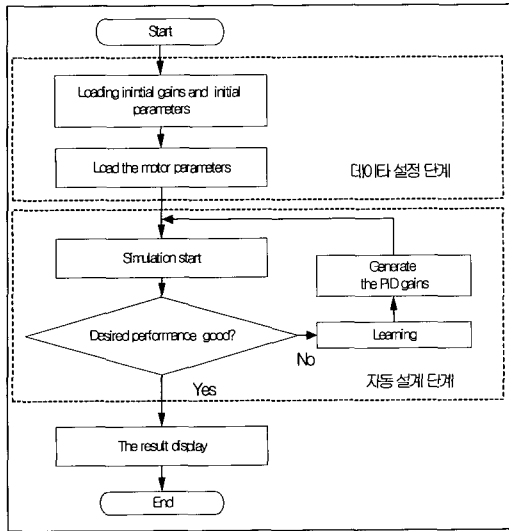 Start
Loading inintial gains and initial
parameters
Load the motor parameters
데이타 설정 단계
Simulation start
Generate
the PID gains
Desired performance good?
Learning
No
Yes
자동 설계 단계
The result display
End